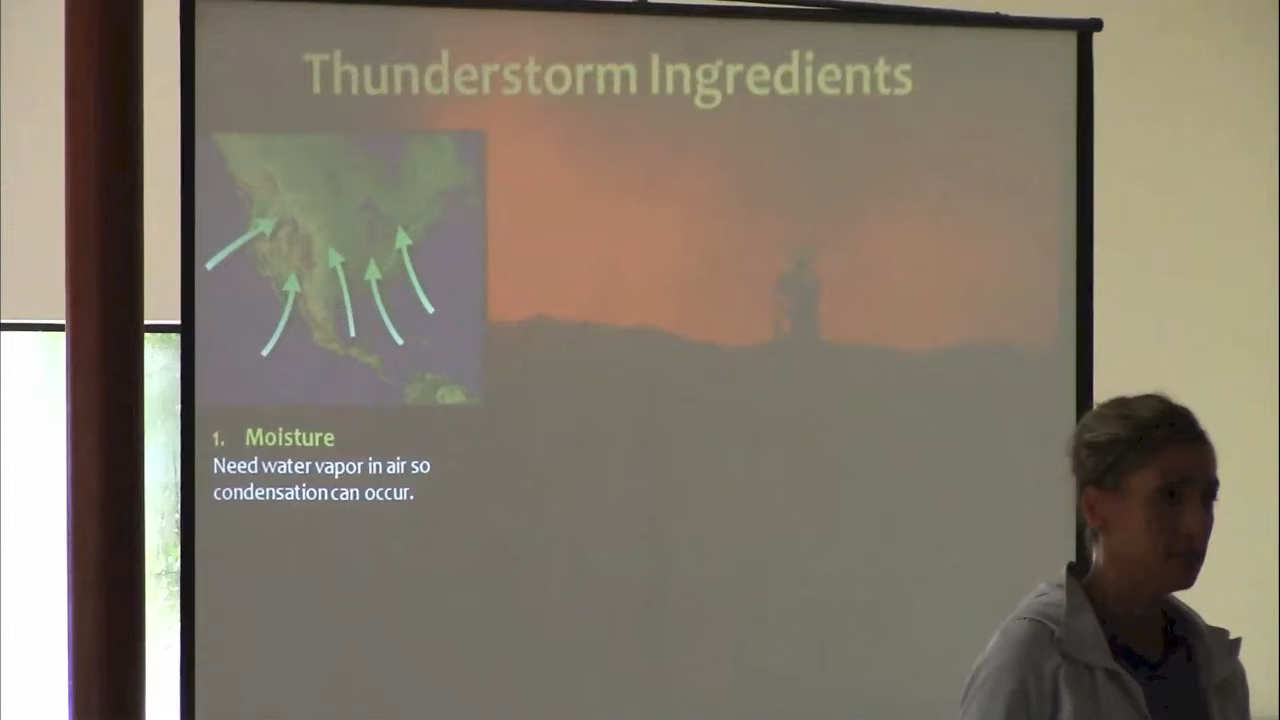 Thunderstorm Ingredients
1. Moisture
Need water vapor in air so
condensation can occur.